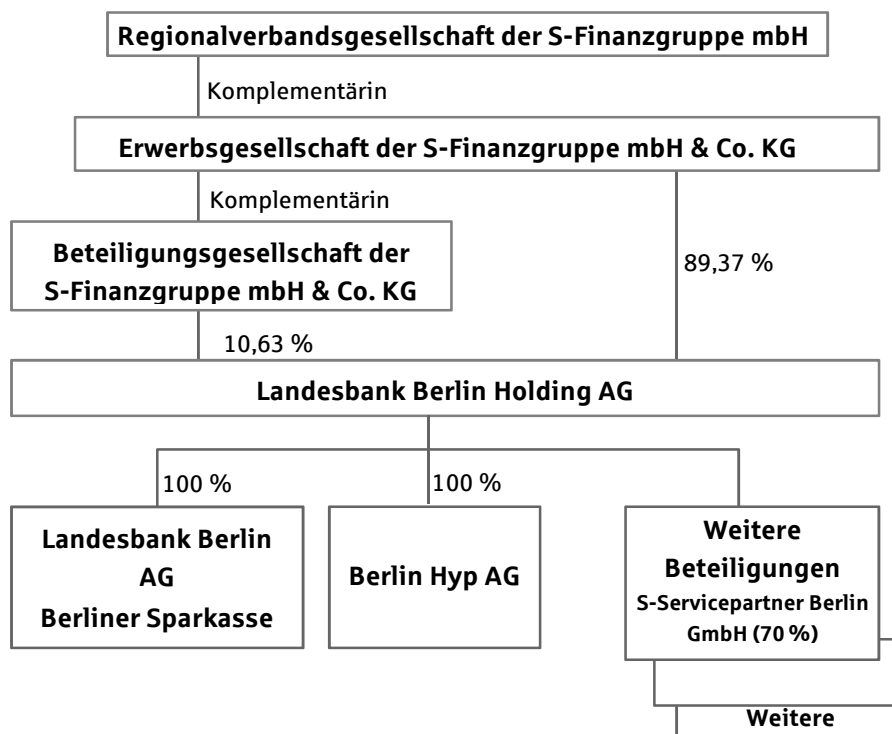 Regionalverbandsgesellschaft der S-Finanzgruppe mbH
Komplementärin
Erwerbsgesellschaft der S-Finanzgruppe mbH & Co. KG
Komplementärin
Beteiligungsgesellschaft der
S-Finanzgruppe mbH & Co. KG
89,37 %
10,63 %
Landesbank Berlin Holding AG
100 %
100 %
Landesbank Berlin
AG
Berliner Sparkasse
Berlin Hyp AG
Weitere
Beteiligungen
S-Servicepartner Berlin
GmbH (70 %)
Weitere